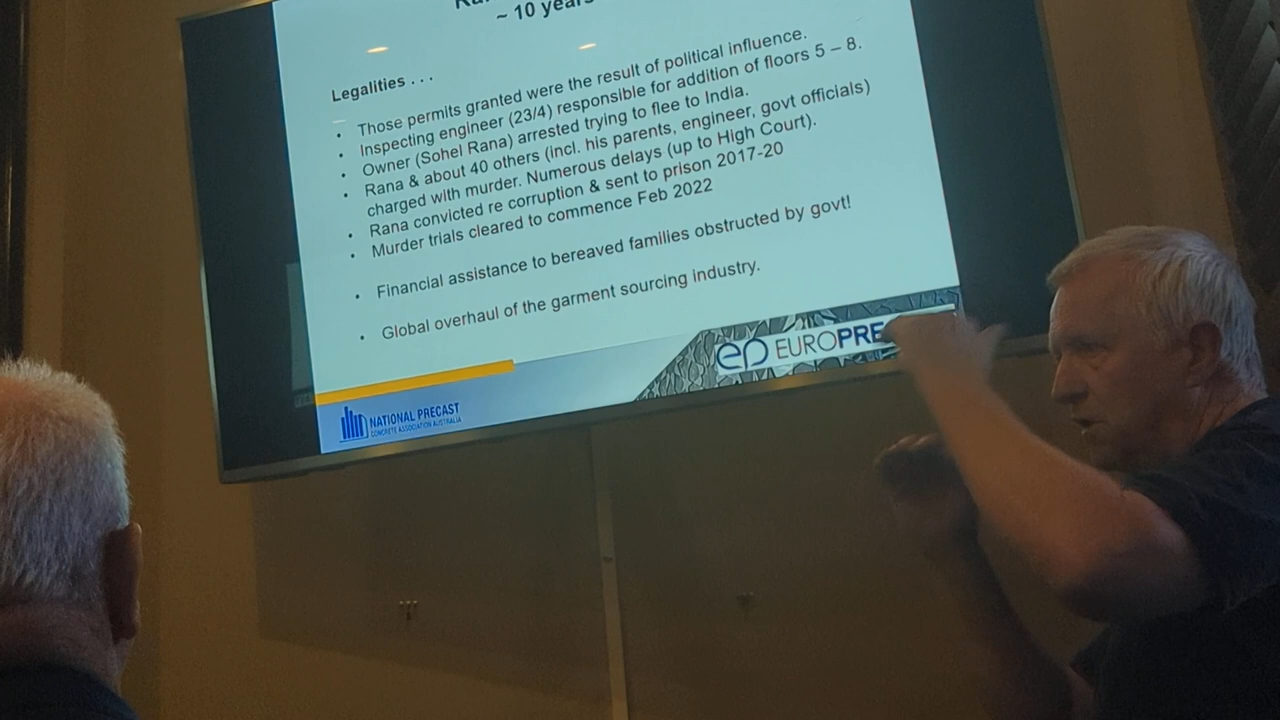 ~ 10 years
Legalities . . .
• Those permits granted were the result of political influence.
• Inspecting engineer (23/4) responsible for addition of floors 5 – 8.
• Owner (Sohel Rana) arrested trying to flee to India.
• Rana & about 40 others (incl. his parents, engineer, govt officials)
charged with murder. Numerous delays (up to High Court).
• Rana convicted re corruption & sent to prison 2017-20
• Murder trials cleared to commence Feb 2022
• Financial assistance to bereaved families obstructed by govt!
• Global overhaul of the garment sourcing industry.
ep EUROPRE
NATIONAL PRECAST
CONCRETE ASSOCIATION AUSTRALIA